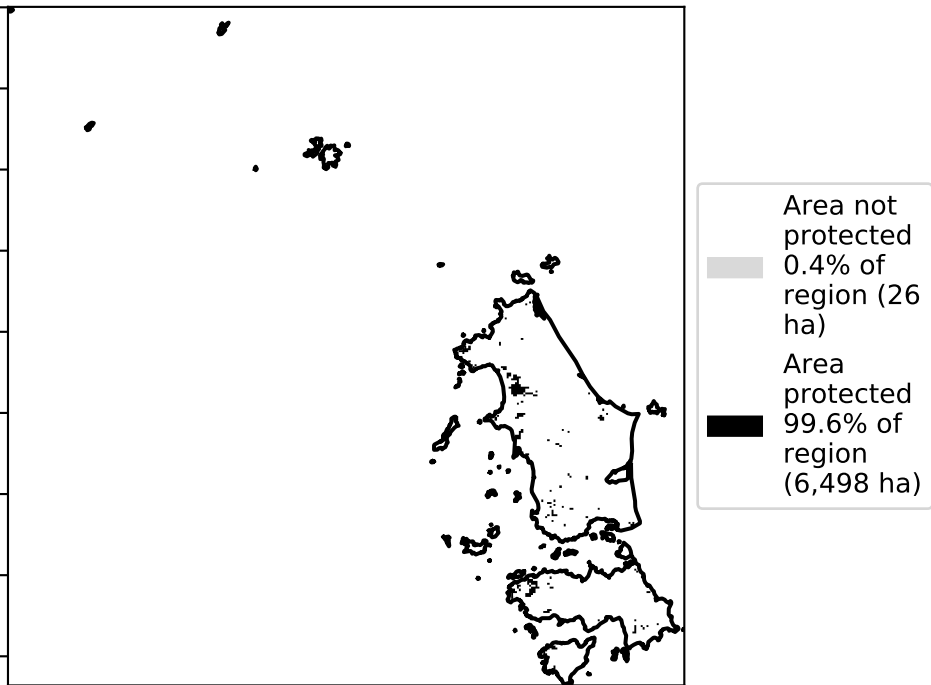 Area not
protected
0.4% of
region (26
ha)
Area
protected
99.6% of
region
(6,498 ha)